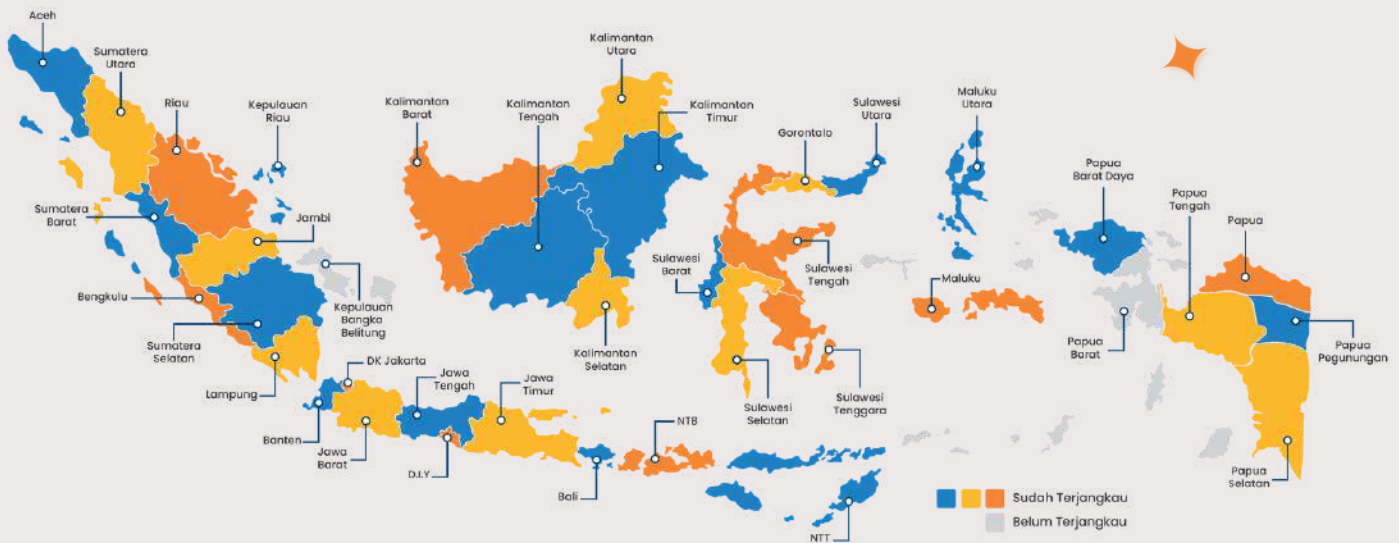 Aceh
Sumatera
Utara
Riau
Kepulauan
Riau
Sumatera
Barat
Jambi
Bengkulu
Kepulauan
Bangka
Belitung
Sumatera
Selatan
Lampung
DK Jakarta
Banten
Jawa
Barat
Jawa
Tengah
D.I.Y
Jawa
Timur
Bali
NTB
NTT
Kalimantan
Barat
Kalimantan
Tengah
Kalimantan
Utara
Kalimantan
Timur
Kalimantan
Selatan
Gorontalo
Sulawesi
Utara
Sulawesi
Barat
Sulawesi
Tengah
Sulawesi
Selatan
Sulawesi
Tenggara
Maluku
Utara
Maluku
Papua
Barat Daya
Papua
Tengah
Papua
Papua
Barat
Papua
Pegunungan
Papua
Selatan
Sudah Terjangkau
Belum Terjangkau